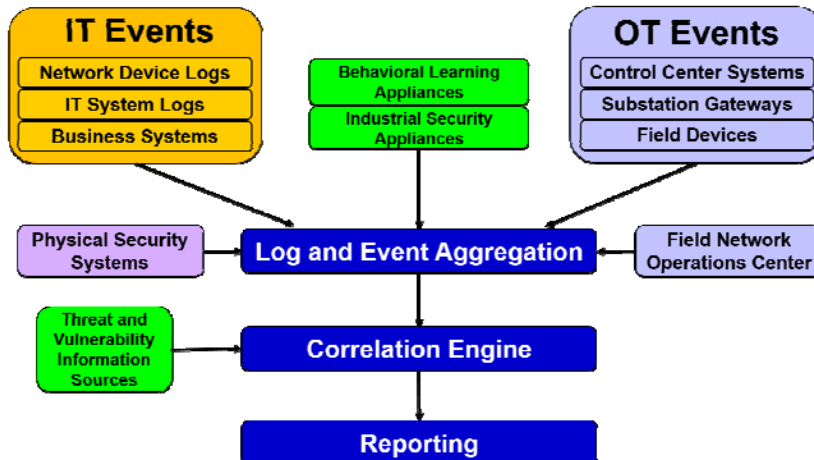 IT Events
Network Device Logs
IT System Logs
Business Systems
Behavioral Learning
Appliances
Industrial Security
Appliances
OT Events
Control Center Systems
Substation Gateways
Field Devices
Physical Security
Systems
Log and Event Aggregation
Field Network
Operations Center
Threat and
Vulnerability
Information
Sources
Correlation Engine
Reporting